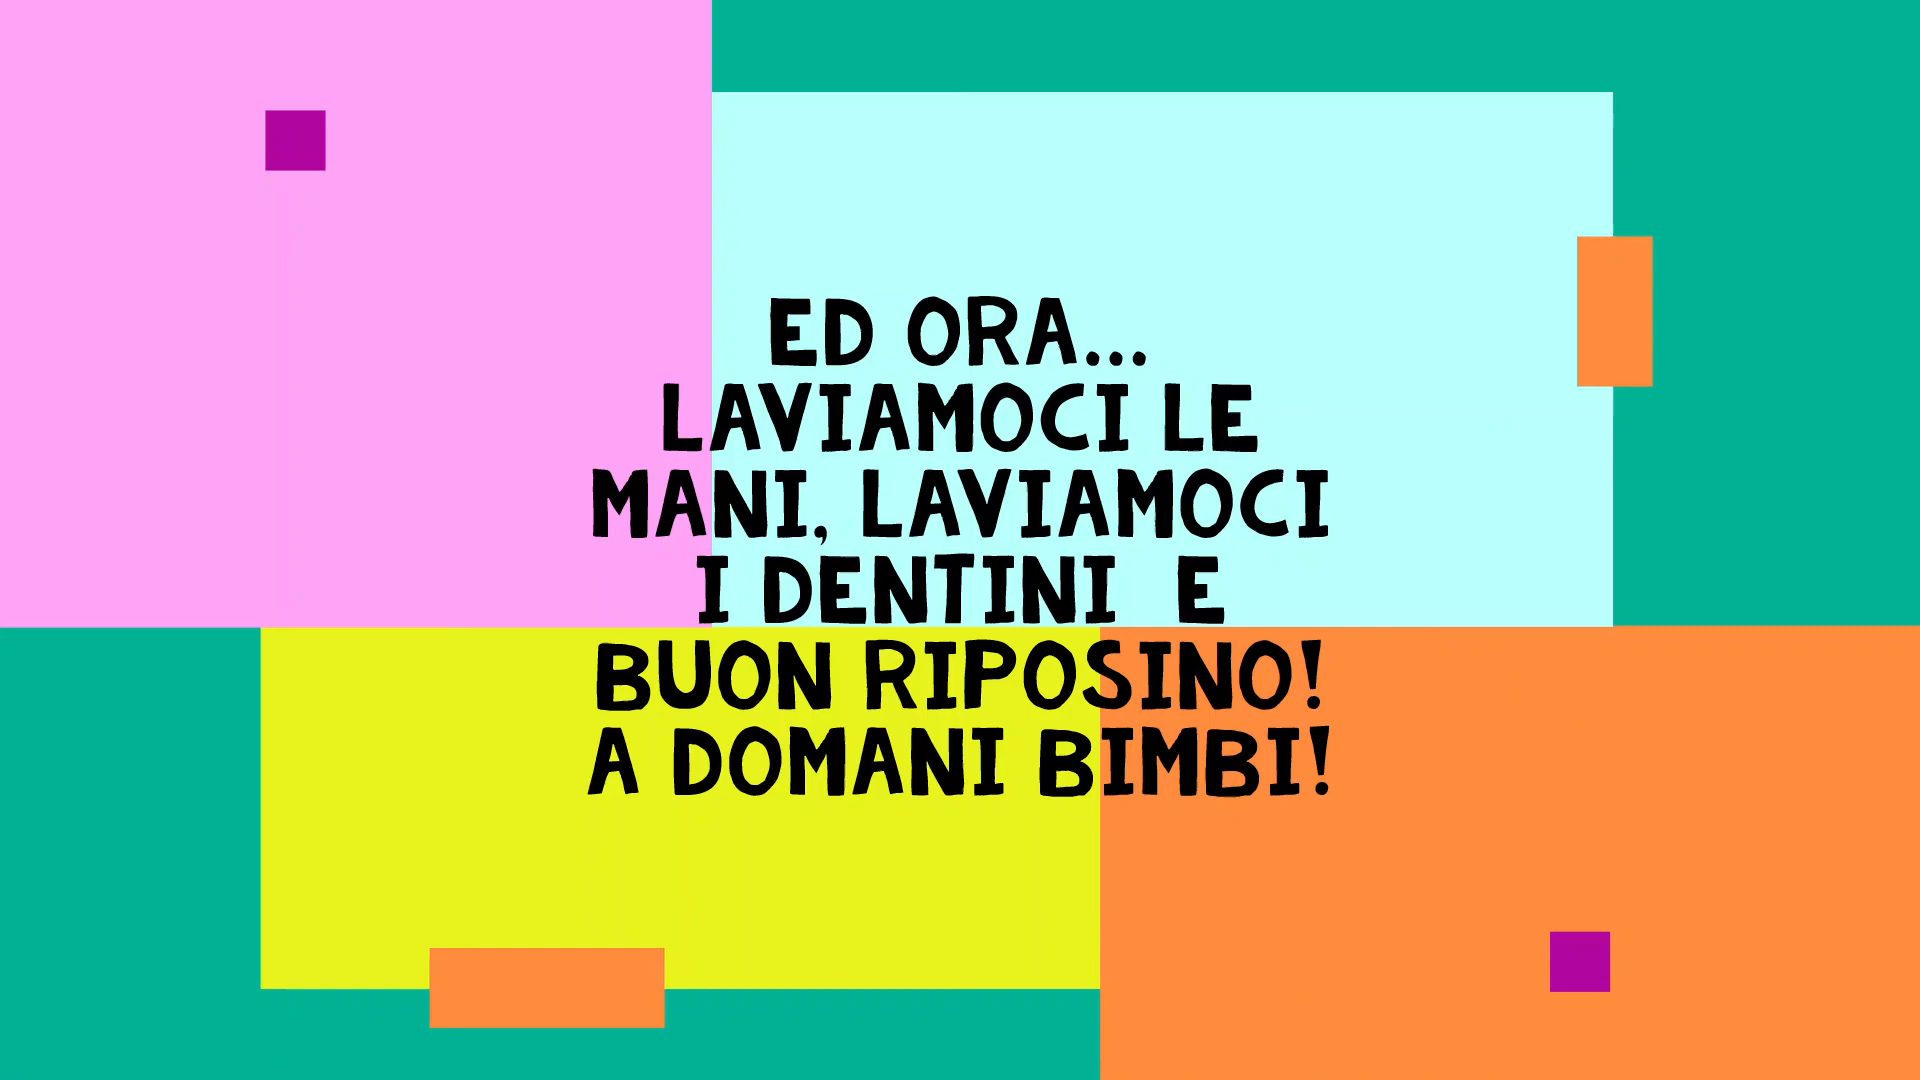 ED ORA...
LAVIAMOCI LE
MANI, LAVIAMOCI
I DENTINI  E
BUON RIPOSINO!
A DOMANI BIMBI!